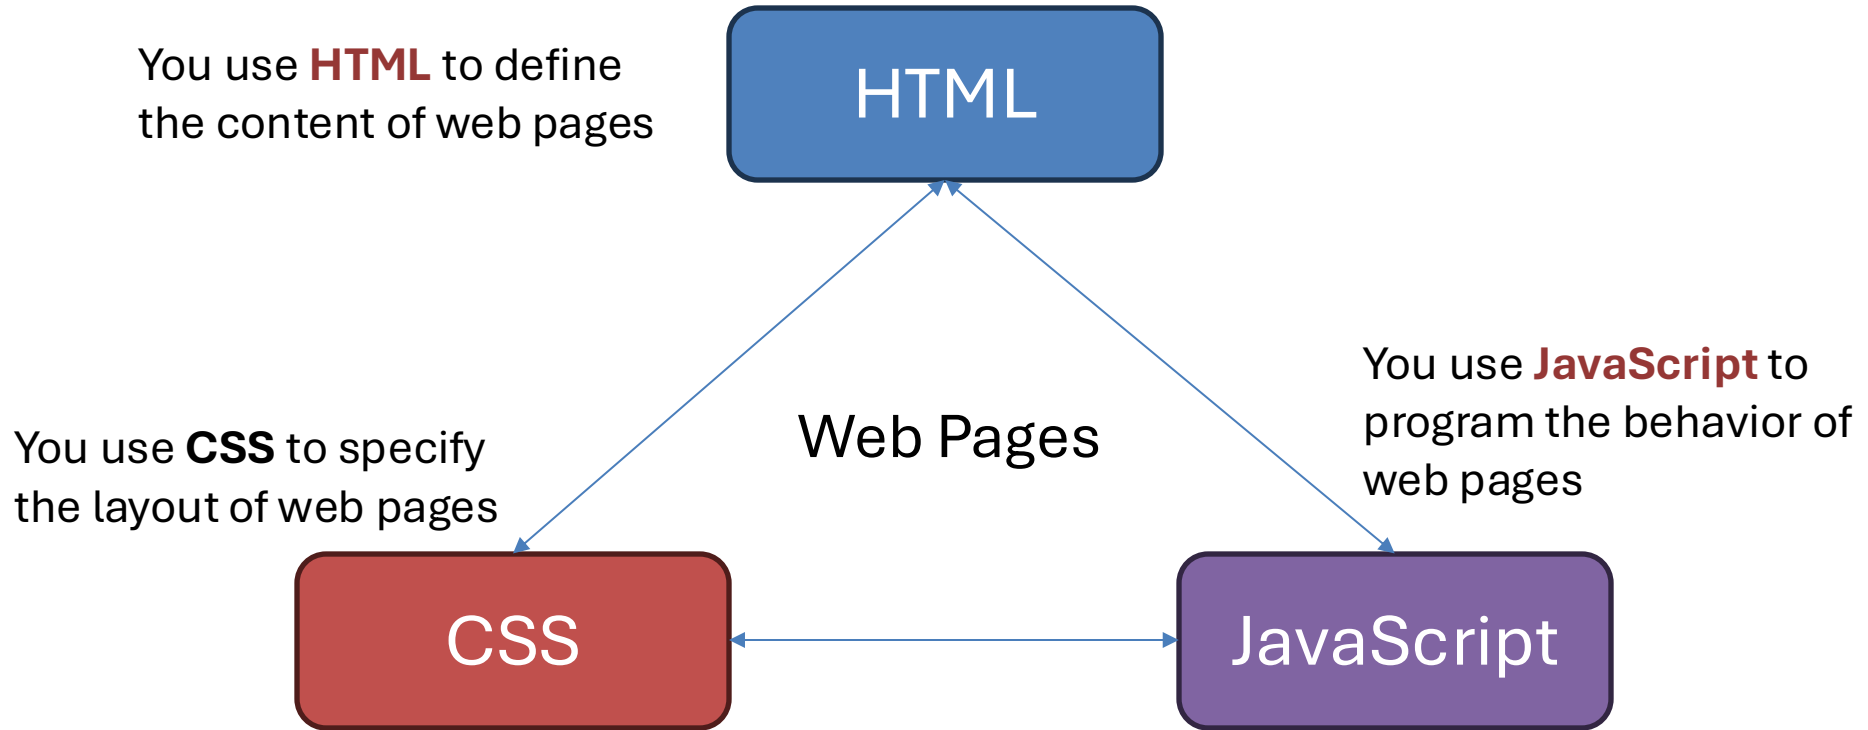 HTML
You use HTML to define
the content of web pages
You use JavaScript to
program the behavior of
web pages
Web Pages
You use CSS to specify
the layout of web pages
CSS
JavaScript